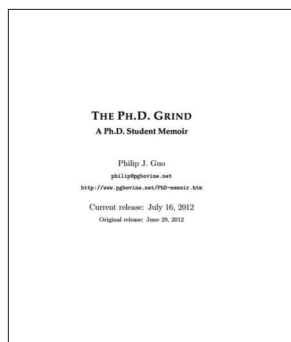 THE PH.D. GRIND
A Ph.D. Student Memoir
Philip J. Guo
philip@pgbovine.net
http://www.pgbovine.net/PhD-memoir.htm
Current release: July 16, 2012
Original release: June 29, 2012